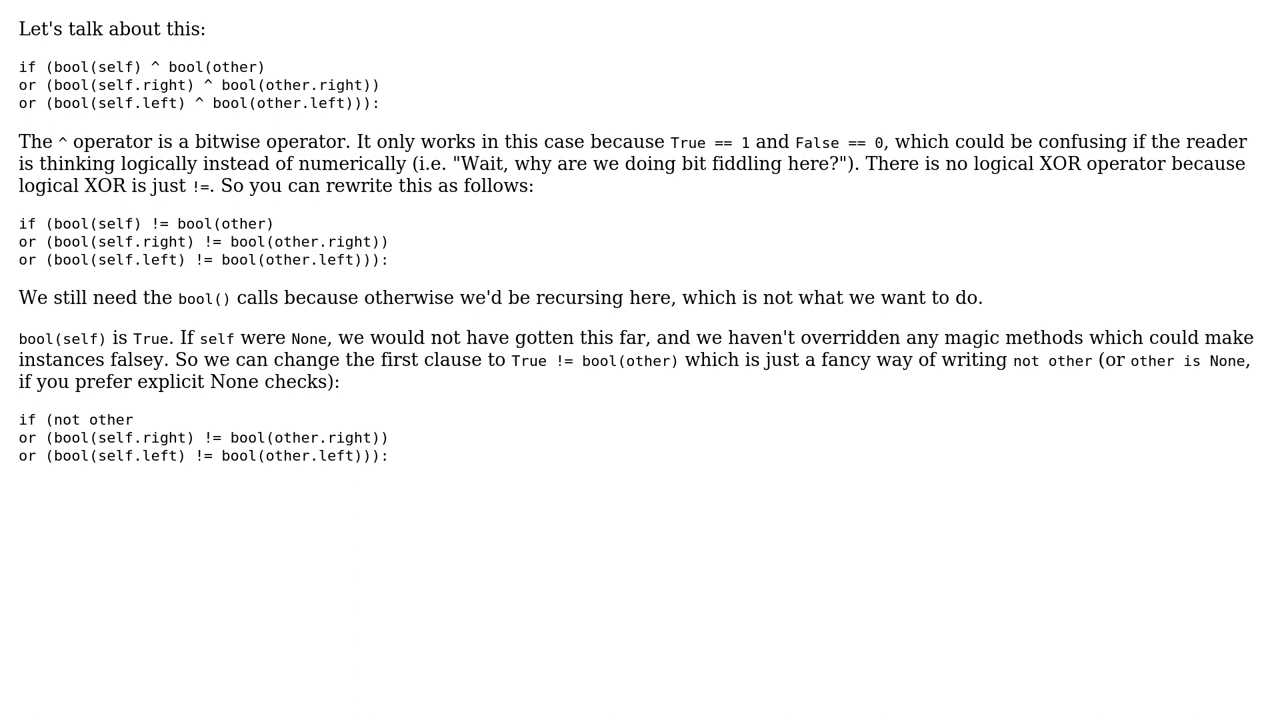 Let's talk about this:
if (bool(self) ^ bool(other)
or (bool(self.right) ^ bool(other.right))
or (bool(self.left) ^ bool(other.left))):
The ^ operator is a bitwise operator. It only works in this case because True == 1 and False == 0, which could be confusing if the reader
is thinking logically instead of numerically (i.e. "Wait, why are we doing bit fiddling here?"). There is no logical XOR operator because
logical XOR is just !=. So you can rewrite this as follows:
if (bool(self) != bool(other)
or (bool(self.right) != bool(other.right))
or (bool(self.left) != bool(other.left))):
We still need the bool() calls because otherwise we'd be recursing here, which is not what we want to do.
bool(self) is True. If self were None, we would not have gotten this far, and we haven't overridden any magic methods which could make
instances falsey. So we can change the first clause to True != bool(other) which is just a fancy way of writing not other (or other is None,
if you prefer explicit None checks):
if (not other
or (bool(self.right) != bool(other.right))
or (bool(self.left) != bool(other.left))):